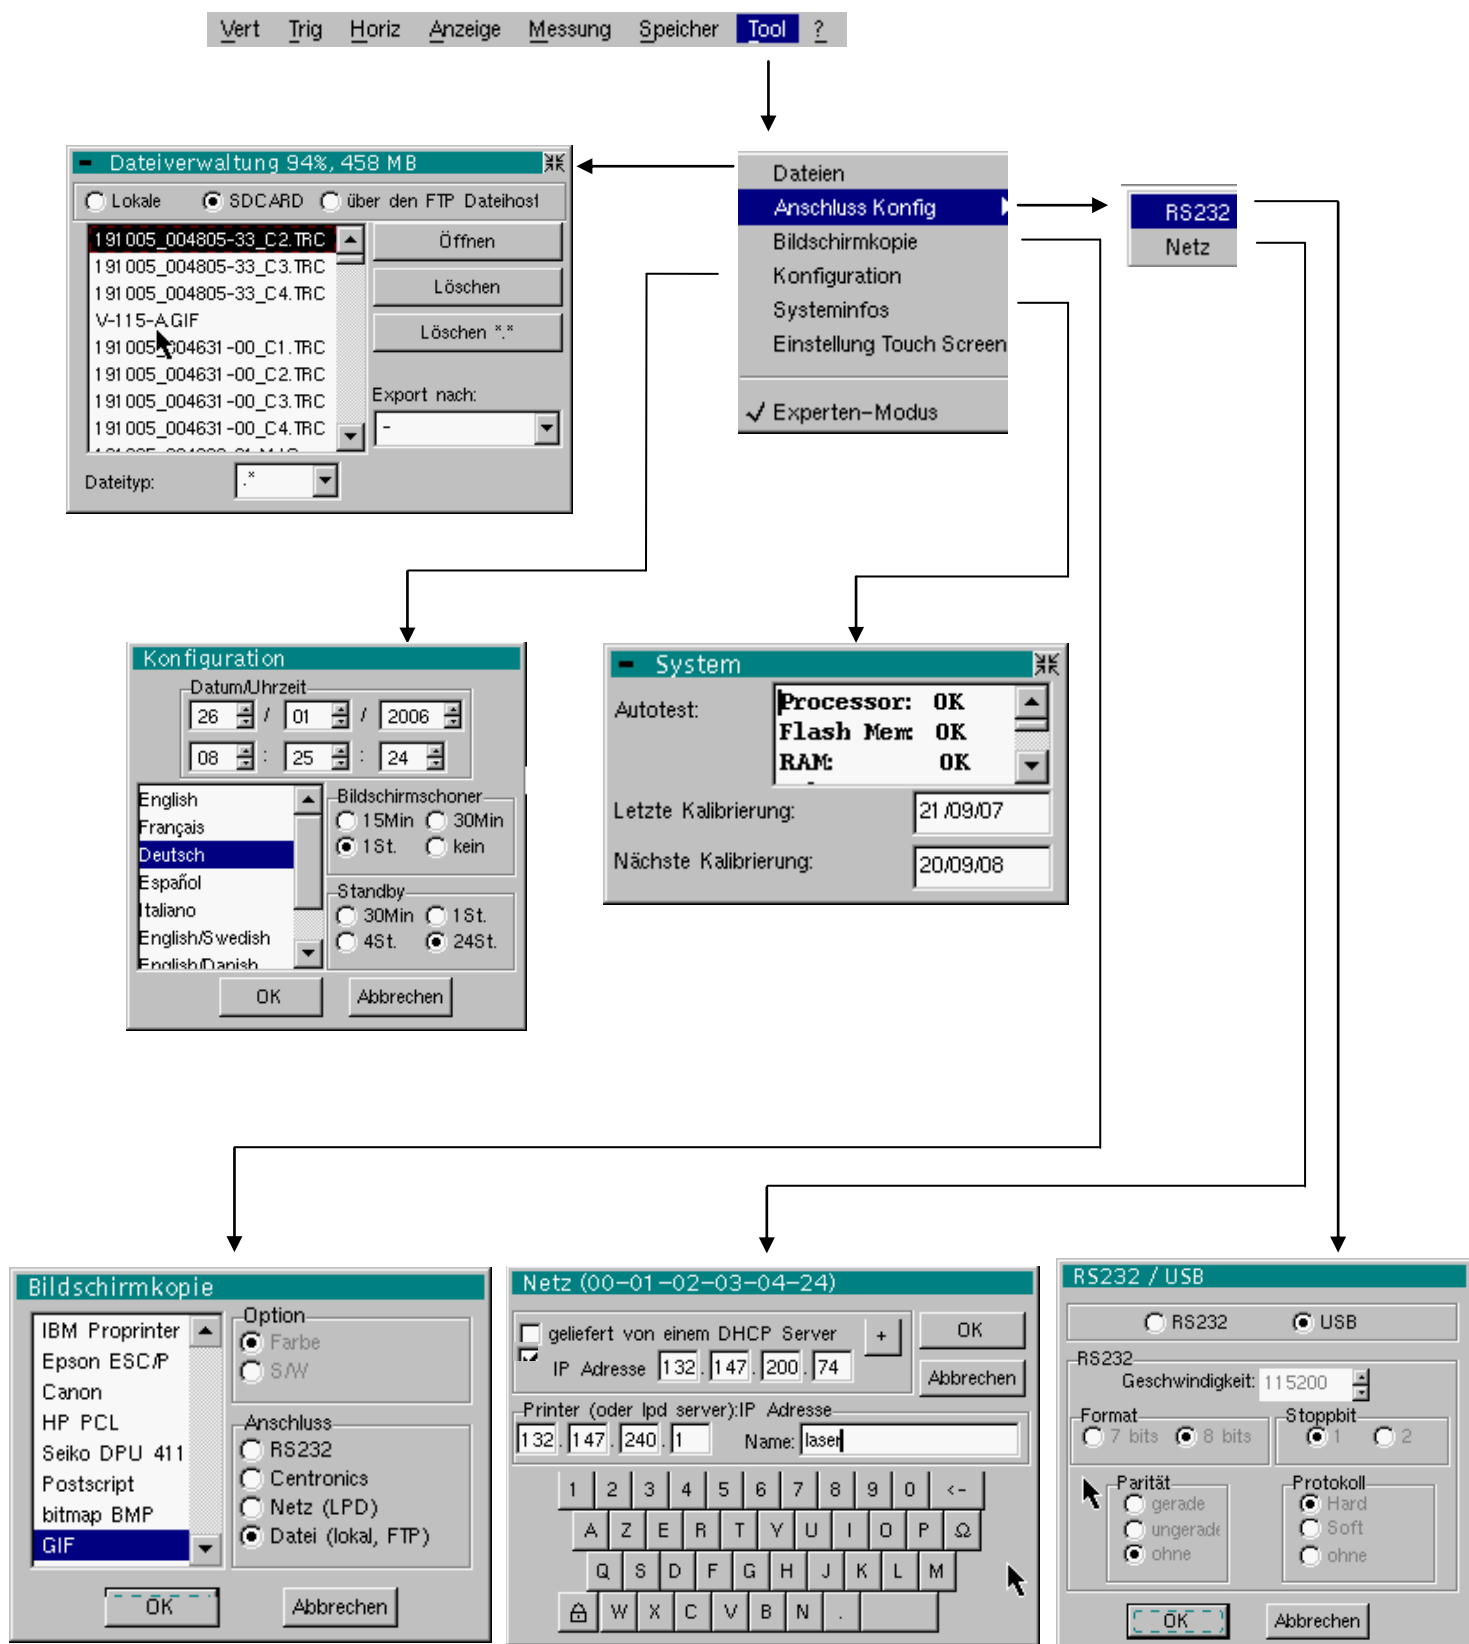 Vert Trig Horiz Anzeige Messung Speicher Tool ?
Dateiverwaltung 94%, 458 MB
Lokale SDCARD über den FTP Dateihost
191005_004805-33_C2.TRC
191005_004805-33_C3.TRC
191005_004805-33_C4.TRC
V-115-A.GIF
191005_004631-00_C1.TRC
191005_004631-00_C2.TRC
191005_004631-00_C3.TRC
191005_004631-00_C4.TRC
Öffnen
Löschen
Löschen *.*
Export nach:
-
Dateityp: .*
Dateien
Anschluss Konfig
Bildschirmkopie
Konfiguration
Systeminfos
Einstellung Touch Screen
✓ Experten-Modus
RS232
Netz
Konfiguration
Datum/Uhrzeit
26 / 01 / 2006
08 : 25 : 24
English
Français
Deutsch
Español
Italiano
English/Swedish
English/Danish
Bildschirmschoner
15Min 30Min
1St. kein
Standby
30Min 1St.
4St. 24St.
OK Abbrechen
System
Autotest:
Processor: OK
Flash Mem: OK
RAM: OK
Letzte Kalibrierung: 21/09/07
Nächste Kalibrierung: 20/09/08
Bildschirmkopie
IBM Proprinter
Epson ESC/P
Canon
HP PCL
Seiko DPU 411
Postscript
bitmap BMP
GIF
Option
Farbe
S/W
Anschluss
RS232
Centronics
Netz (LPD)
Datei (lokal, FTP)
OK Abbrechen
Netz (00-01-02-03-04-24)
geliefert von einem DHCP Server +
IP Adresse 132.147.200.74
OK
Abbrechen
Printer (oder lpd server):IP Adresse
132.147.240.1 Name: laser
1 2 3 4 5 6 7 8 9 0 <-
A Z E R T Y U I O P Ω
Q S D F G H J K L M
W X C V B N .
RS232 / USB
RS232 USB
RS232
Geschwindigkeit: 115200
Format
7 bits 8 bits
Stoppbit
1 2
Parität
gerade
ungerade
ohne
Protokoll
Hard
Soft
ohne
OK Abbrechen